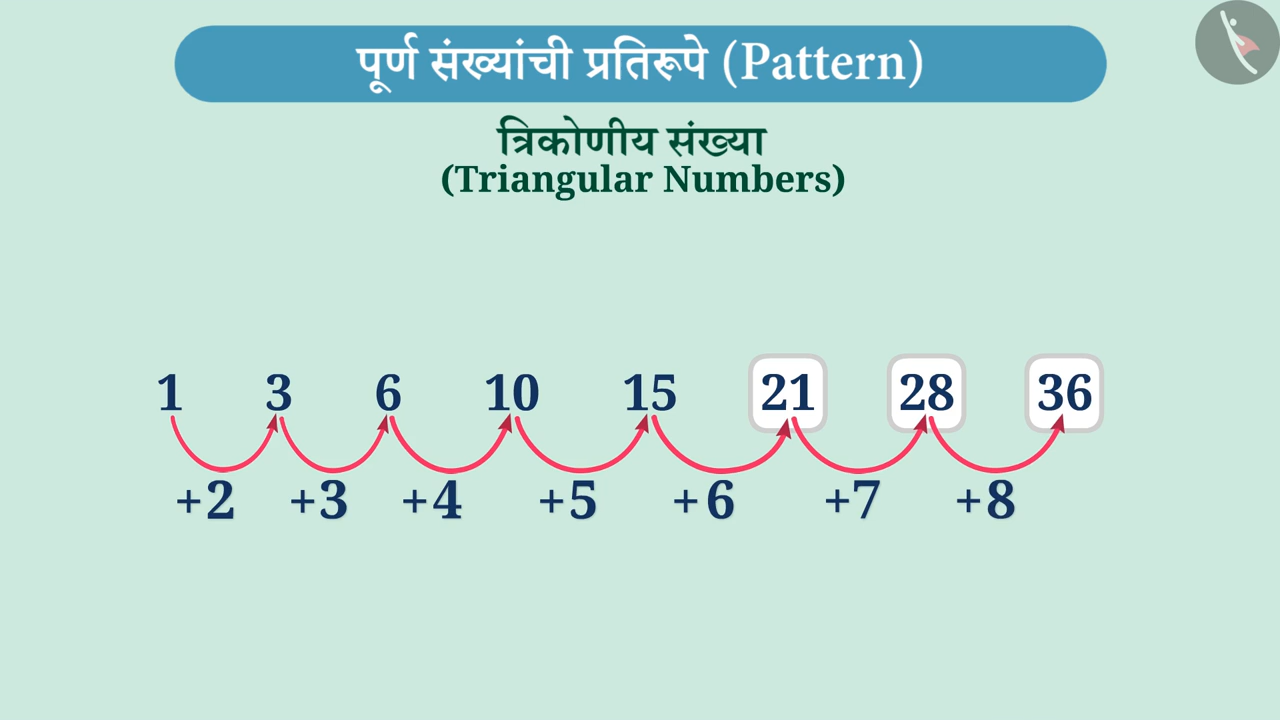 पूर्ण संख्यांची प्रतिरूपे (Pattern)
त्रिकोणीय संख्या
(Triangular Numbers)
1 3 6 10 15 21 28 36
+2 +3 +4 +5 +6 +7 +8